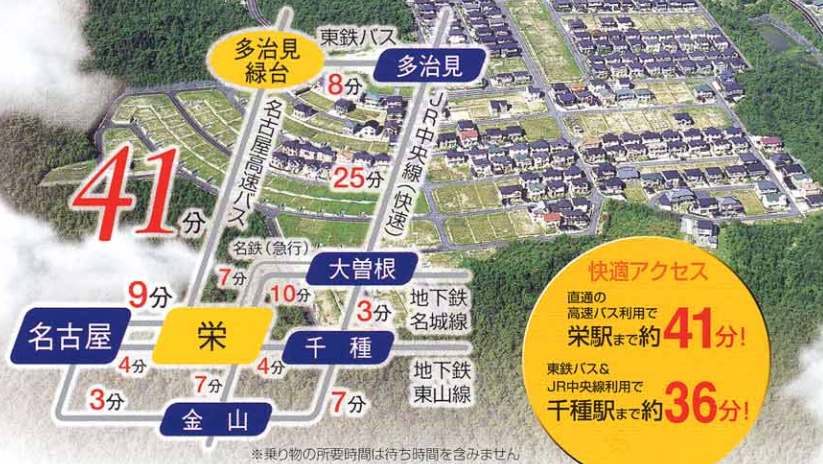 多治見
緑台
東鉄バス
8分
多治見
名古屋高速バス
JR中央線(快速)
41分
25分
名鉄(急行)
7分
大曽根
10分
地下鉄
名城線
9分
3分
名古屋
栄
千種
4分
4分
地下鉄
東山線
7分
3分
7分
金山
快適アクセス
直通の
高速バス利用で
栄駅まで約41分!
東鉄バス&
JR中央線利用で
千種駅まで約36分!
※乗り物の所要時間は待ち時間を含みません